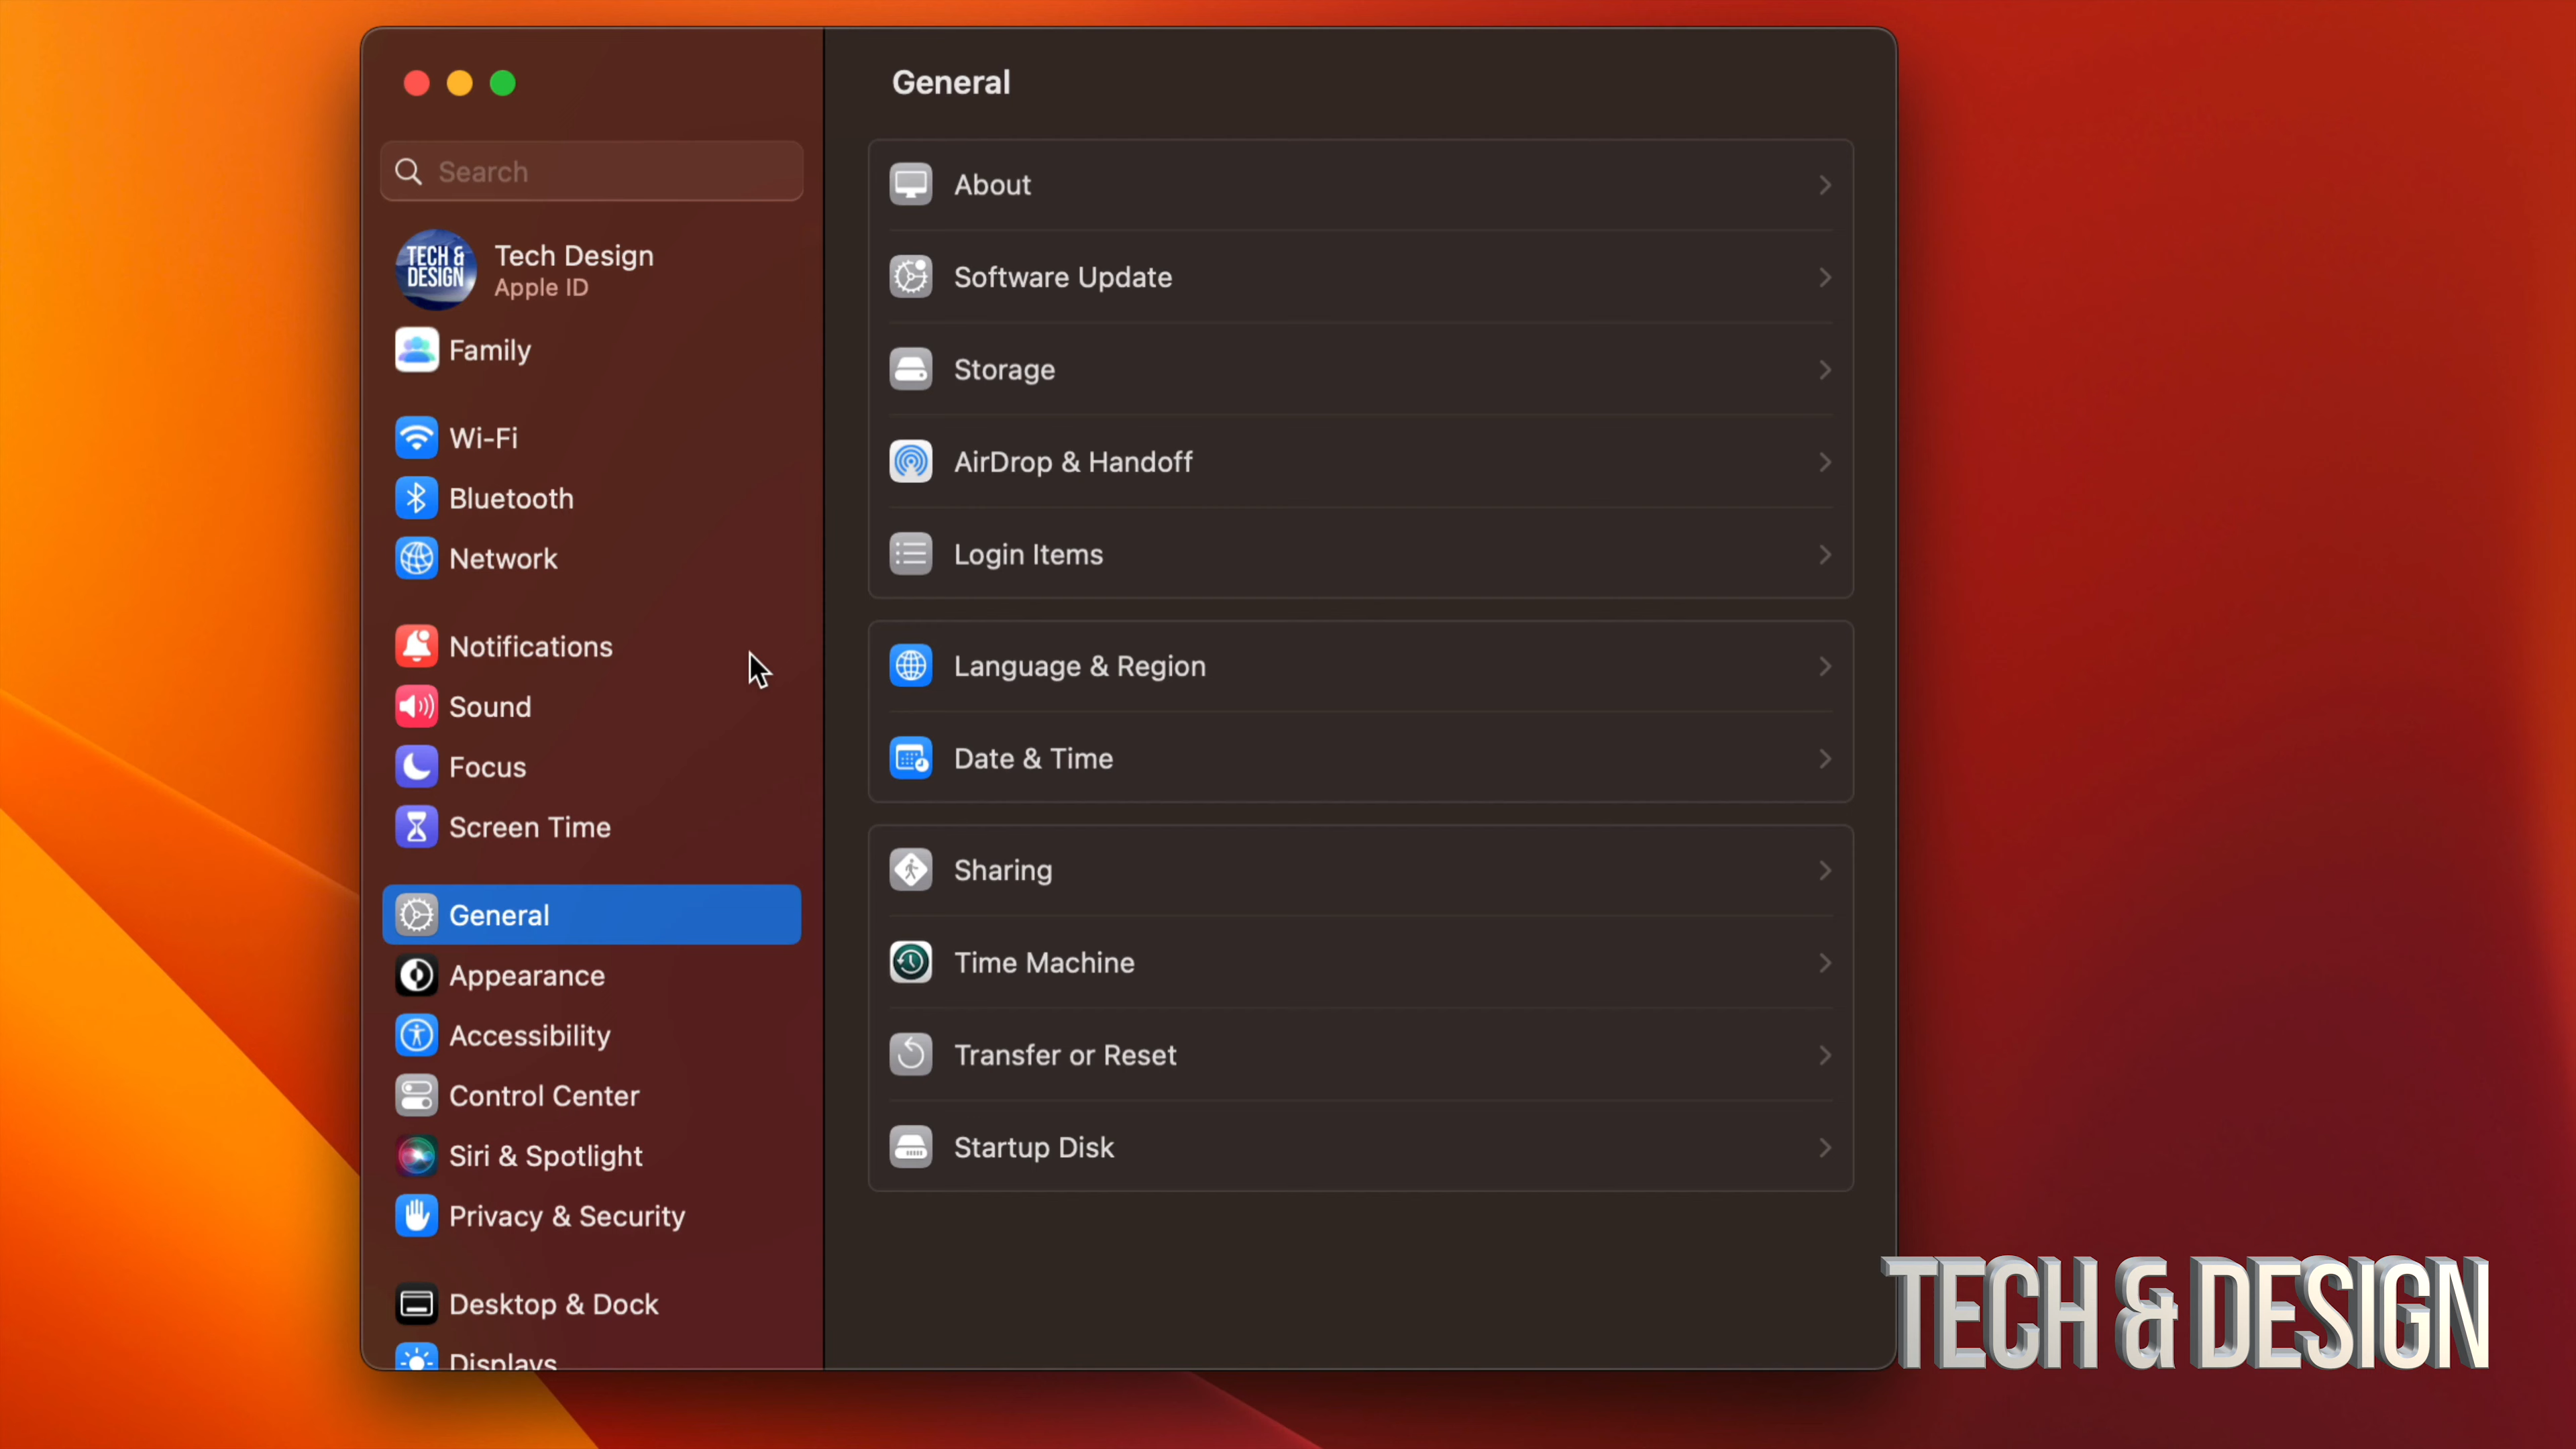 General
Search
TECH &
DESIGN
Tech Design
Apple ID
Family
Wi-Fi
Bluetooth
Network
Notifications
Sound
Focus
Screen Time
General
Appearance
Accessibility
Control Center
Siri & Spotlight
Privacy & Security
Desktop & Dock
Displays
About
Software Update
Storage
AirDrop & Handoff
Login Items
Language & Region
Date & Time
Sharing
Time Machine
Transfer or Reset
Startup Disk
TECH & DESIGN